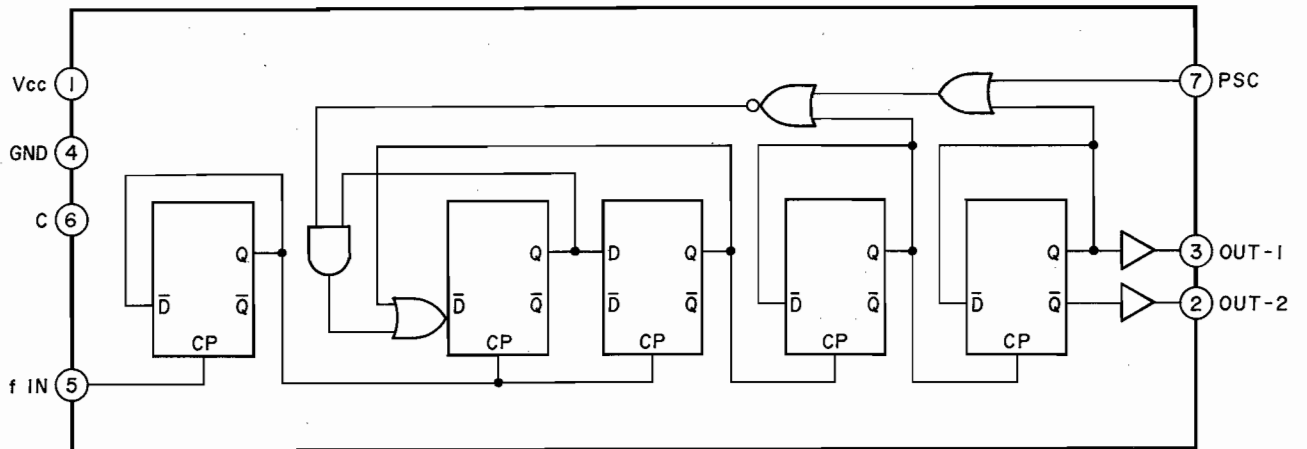 Vcc 1
GND 4
C 6
f IN 5
7 PSC
3 OUT-1
2 OUT-2
Q
D̅ Q̅
CP
Q
D̅ Q̅
CP
D Q
D̅ Q̅
CP
Q
D̅ Q̅
CP
Q
D̅ Q̅
CP